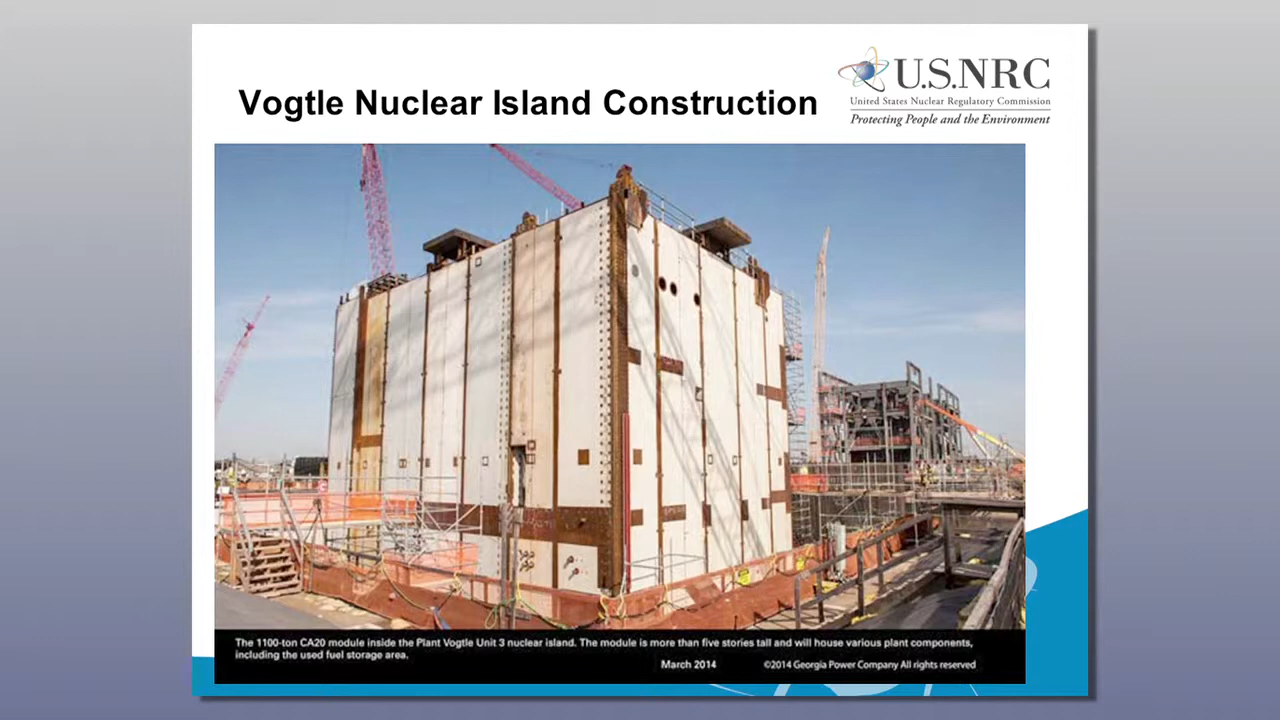 Vogtle Nuclear Island Construction
U.S.NRC
United States Nuclear Regulatory Commission
Protecting People and the Environment
The 1100-ton CA20 module inside the Plant Vogtle Unit 3 nuclear island. The module is more than five stories tall and will house various plant components,
including the used fuel storage area.
March 2014 ©2014 Georgia Power Company All rights reserved